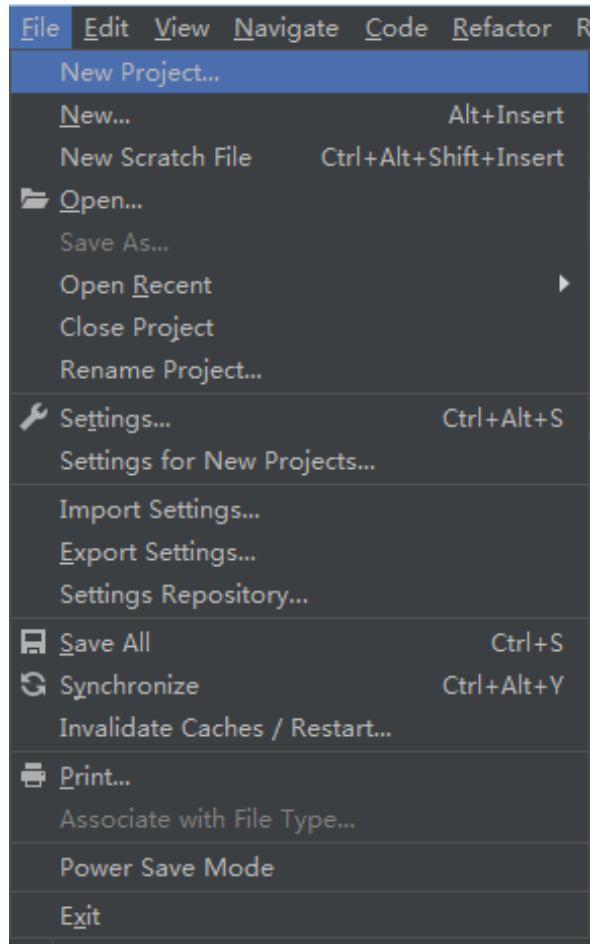 File Edit View Navigate Code Refactor R
New Project...
New... Alt+Insert
New Scratch File Ctrl+Alt+Shift+Insert
Open...
Save As...
Open Recent
Close Project
Rename Project...
Settings... Ctrl+Alt+S
Settings for New Projects...
Import Settings...
Export Settings...
Settings Repository...
Save All Ctrl+S
Synchronize Ctrl+Alt+Y
Invalidate Caches / Restart...
Print...
Associate with File Type...
Power Save Mode
Exit